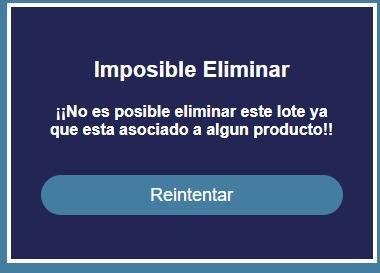 Imposible Eliminar
¡¡No es posible eliminar este lote ya
que esta asociado a algun producto!!
Reintentar